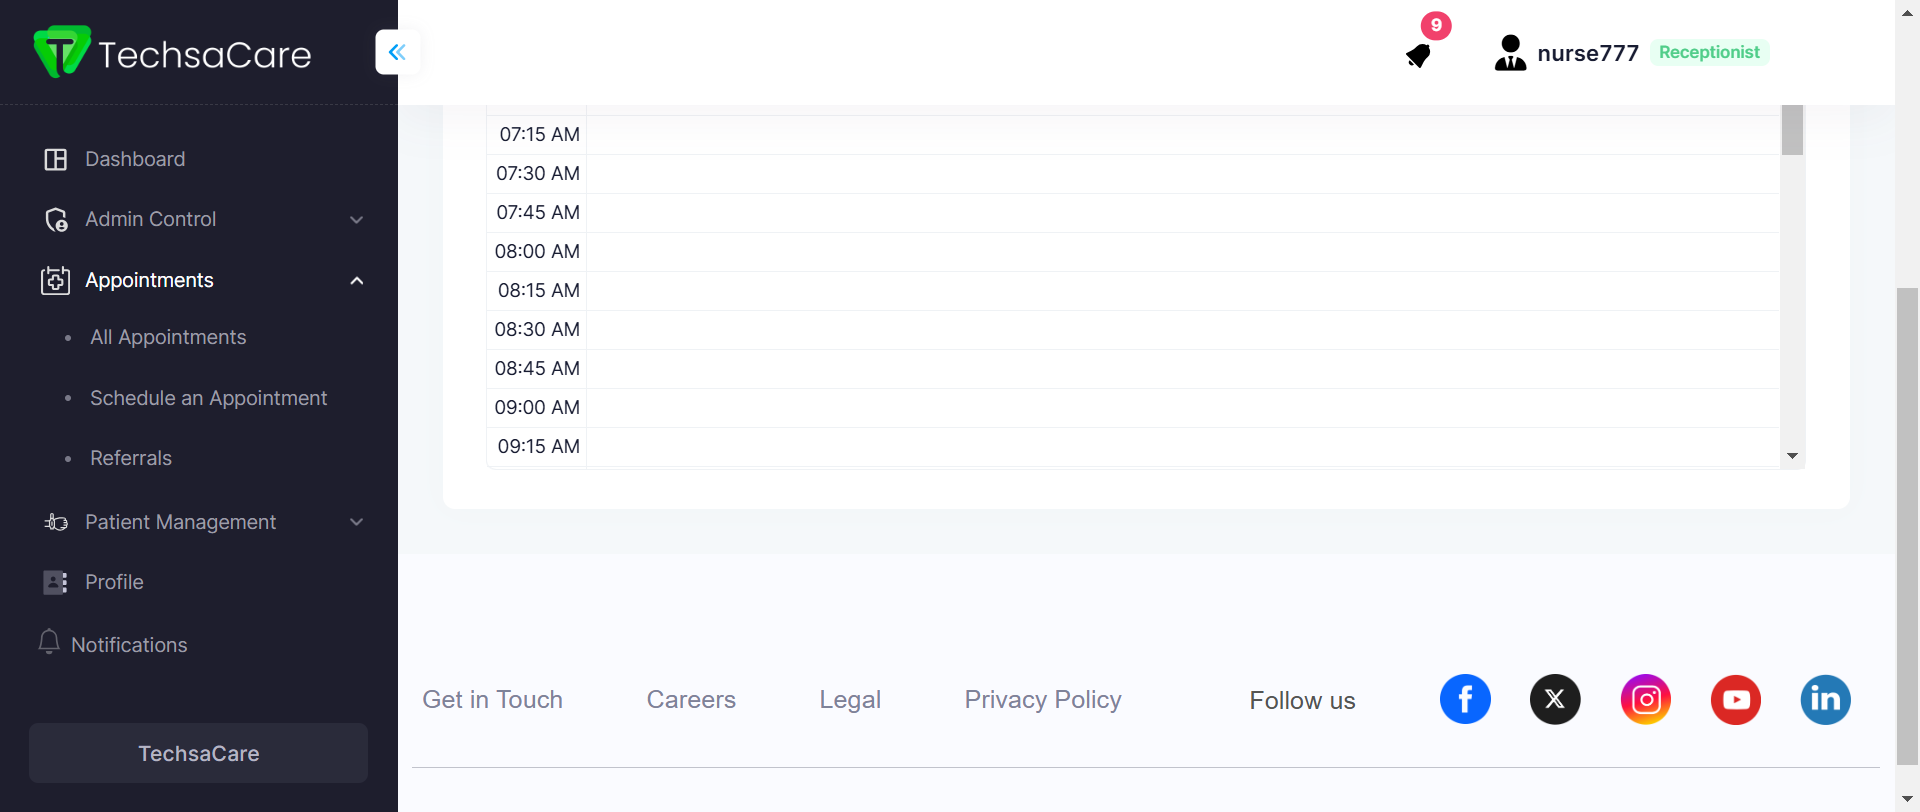 TechsaCare
9
nurse777 Receptionist
Dashboard
Admin Control
Appointments
All Appointments
Schedule an Appointment
Referrals
Patient Management
Profile
Notifications
TechsaCare
07:15 AM
07:30 AM
07:45 AM
08:00 AM
08:15 AM
08:30 AM
08:45 AM
09:00 AM
09:15 AM
Get in Touch Careers Legal Privacy Policy Follow us